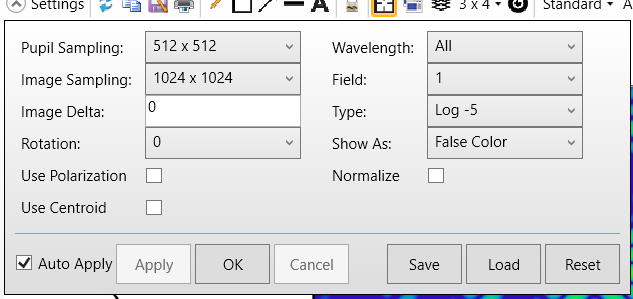 Settings A 3 x 4 Standard A
Pupil Sampling: 512 x 512 Wavelength: All
Image Sampling: 1024 x 1024 Field: 1
Image Delta: 0 Type: Log -5
Rotation: 0 Show As: False Color
Use Polarization Normalize
Use Centroid
Auto Apply Apply OK Cancel Save Load Reset